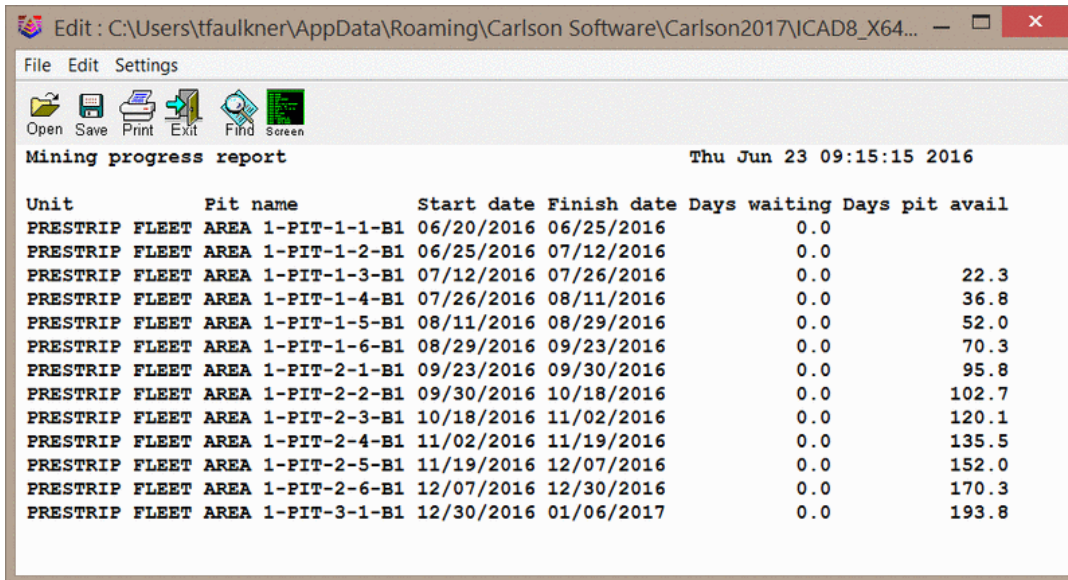 Edit : C:\Users\tfaulkner\AppData\Roaming\Carlson Software\Carlson2017\ICAD8_X64...
File Edit Settings
Open Save Print Exit Find Screen
Mining progress report Thu Jun 23 09:15:15 2016
Unit Pit name Start date Finish date Days waiting Days pit avail
PRESTRIP FLEET AREA 1-PIT-1-1-B1 06/20/2016 06/25/2016 0.0
PRESTRIP FLEET AREA 1-PIT-1-2-B1 06/25/2016 07/12/2016 0.0
PRESTRIP FLEET AREA 1-PIT-1-3-B1 07/12/2016 07/26/2016 0.0 22.3
PRESTRIP FLEET AREA 1-PIT-1-4-B1 07/26/2016 08/11/2016 0.0 36.8
PRESTRIP FLEET AREA 1-PIT-1-5-B1 08/11/2016 08/29/2016 0.0 52.0
PRESTRIP FLEET AREA 1-PIT-1-6-B1 08/29/2016 09/23/2016 0.0 70.3
PRESTRIP FLEET AREA 1-PIT-2-1-B1 09/23/2016 09/30/2016 0.0 95.8
PRESTRIP FLEET AREA 1-PIT-2-2-B1 09/30/2016 10/18/2016 0.0 102.7
PRESTRIP FLEET AREA 1-PIT-2-3-B1 10/18/2016 11/02/2016 0.0 120.1
PRESTRIP FLEET AREA 1-PIT-2-4-B1 11/02/2016 11/19/2016 0.0 135.5
PRESTRIP FLEET AREA 1-PIT-2-5-B1 11/19/2016 12/07/2016 0.0 152.0
PRESTRIP FLEET AREA 1-PIT-2-6-B1 12/07/2016 12/30/2016 0.0 170.3
PRESTRIP FLEET AREA 1-PIT-3-1-B1 12/30/2016 01/06/2017 0.0 193.8